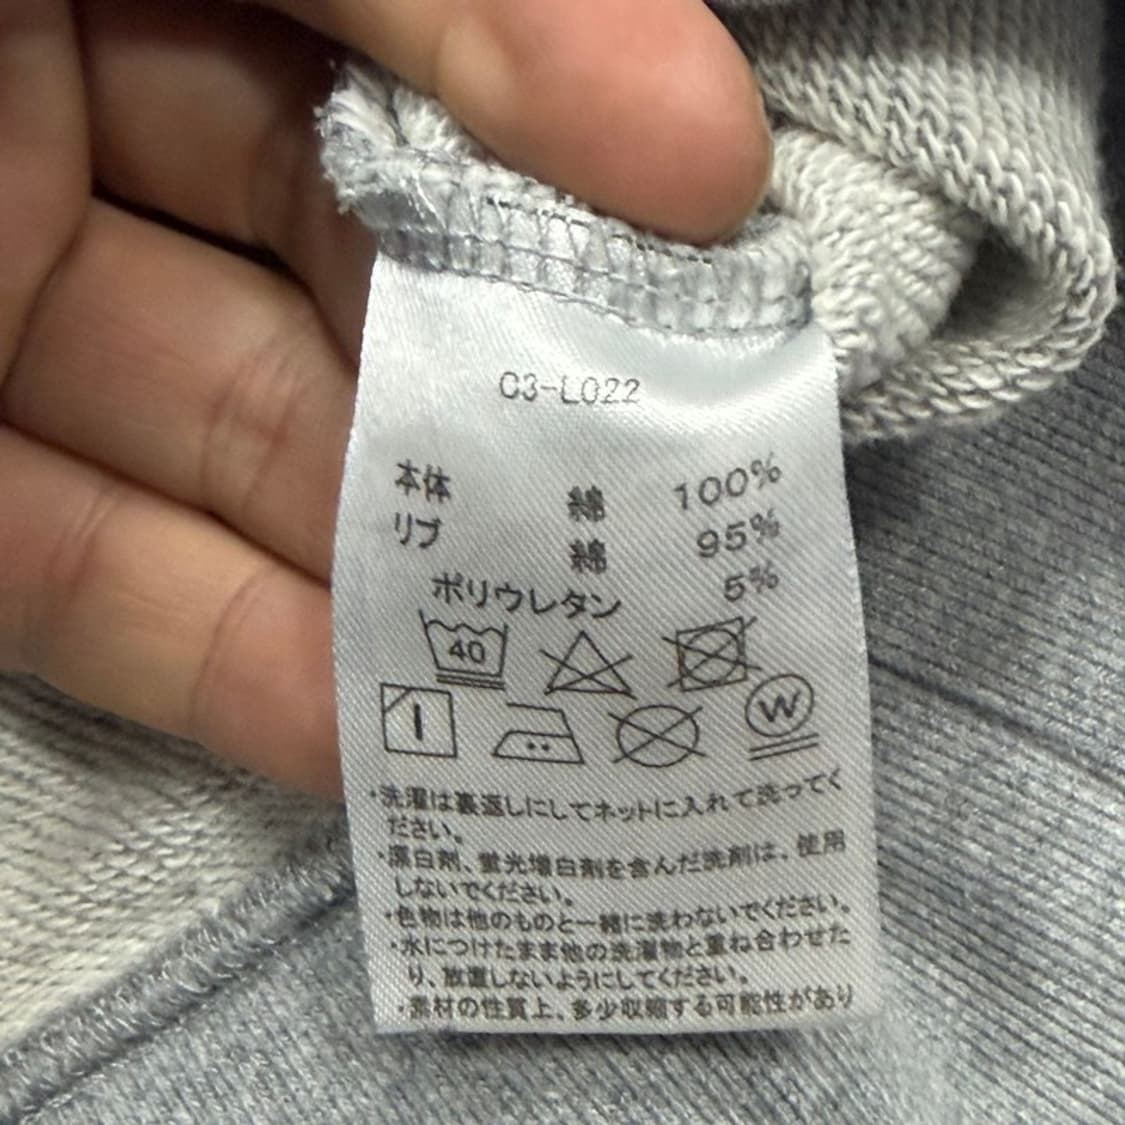 03-L022
本体 綿 100%
リブ 綿 95%
ポリウレタン 5%
40
W
・洗濯は裏返しにしてネットに入れて洗ってく
ださい。
・漂白剤、蛍光増白剤を含んだ洗剤は、使用
しないでください。
・色物は他のものと一緒に洗わないでください。
・水につけたまま他の洗濯物と重ね合わせた
り、放置しないようにしてください。
・素材の性質上、多少収縮する可能性があり